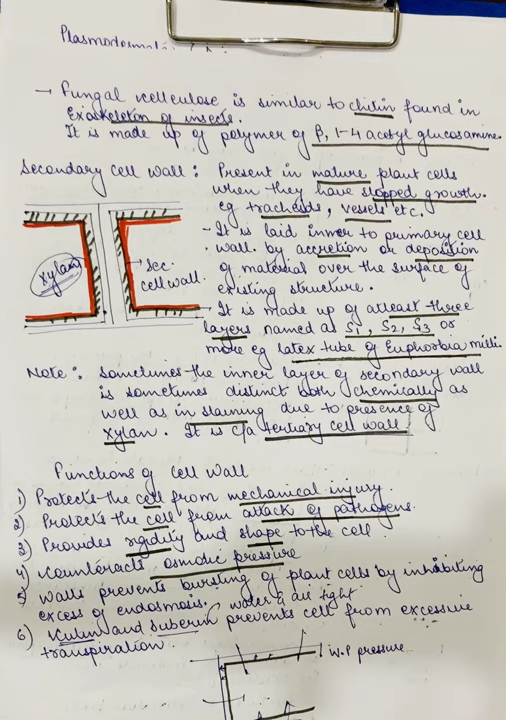 → Fungal cellulose is similar to chitin found in
Exoskeleton of insects.
It is made up of polymer of β, 1-4 acetyl glucosamine.
Secondary cell wall: Present in mature plant cells
when they have stopped growth.
eg tracheids, vessels etc.
- It is laid inner to primary cell
wall by accretion or deposition
of material over the surface of
existing structure.
xylan
→ Sec.
cell wall
- It is made up of atleast three
layers named as S1, S2, S3 or
more eg latex tube of Euphorbia milli.
Note: Sometimes the inner layer of secondary wall
is sometimes distinct both chemically as
well as in staining due to presence of
xylan. It is c/a tertiary cell wall
Functions of Cell Wall
1) Protects the cell from mechanical injury.
2) Protects the cell from attack of pathogens.
3) Provides rigidity and shape to the cell.
4) Counteracts osmotic pressure
5) Walls prevents bursting of plant cells by inhibiting
excess of endosmosis. water & air tight
6) Cutin and Suberin prevents cell from excessive
transpiration.
W.P pressure